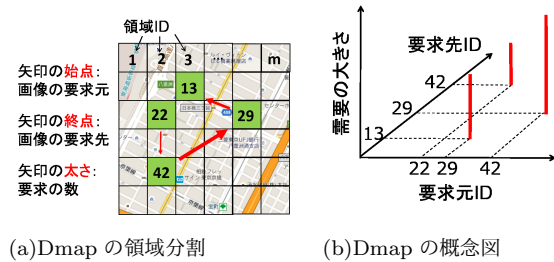 領域ID
1 2 3 m
矢印の始点:
画像の要求元
矢印の終点:
画像の要求先
矢印の太さ:
要求の数
13
22 29
42
(a)Dmap の領域分割
需要の大きさ
要求先ID
42
29
13
22 29 42
要求元ID
(b)Dmap の概念図